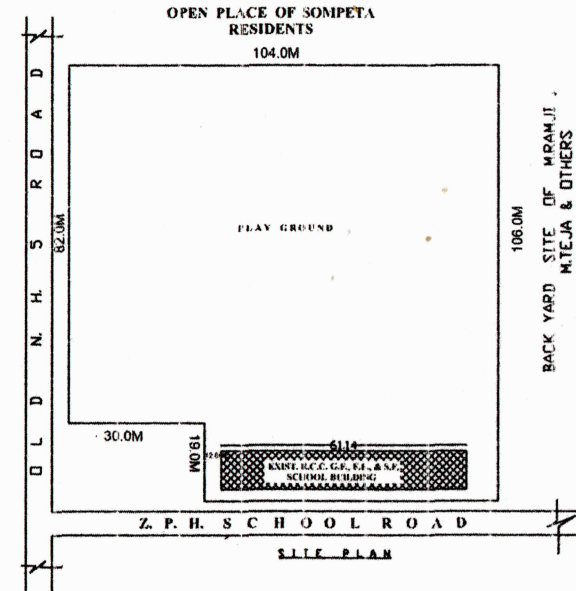 OPEN PLACE OF SOMPETA
RESIDENTS
104.0M
OLD N.H. 5 ROAD
82.0M
PLAY GROUND
106.0M
BACK YARD SITE OF M.RAMJI,
M.TEJA & OTHERS
30.0M
19.0M
61.14
EXIST. R.C.C. G.F., F.F., & S.F.
SCHOOL BUILDING
Z. P. H. SCHOOL ROAD
SITE PLAN